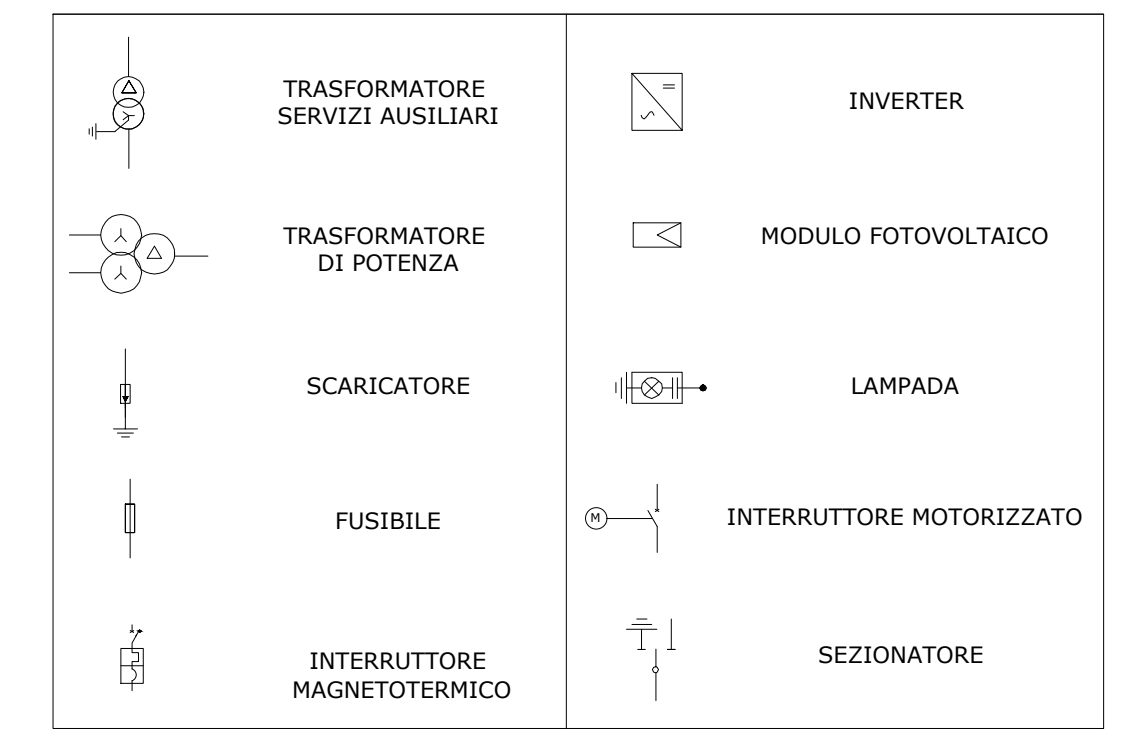 TRASFORMATORE
SERVIZI AUSILIARI
TRASFORMATORE
DI POTENZA
SCARICATORE
FUSIBILE
INTERRUTTORE
MAGNETOTERMICO
INVERTER
MODULO FOTOVOLTAICO
LAMPADA
M
INTERRUTTORE MOTORIZZATO
SEZIONATORE